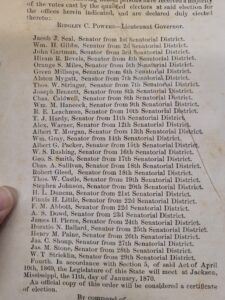 of the votes cast by the qualified electors at said election
for the offices herein indicated, and are declared duly elected
thereto:
RIDGLEY C. POWERS—Lieutenant Governor.
Jacob J. Seal, Senator from 1st Senatorial District.
Wm. H. Gibbs, Senator from 2d Senatorial District.
John Gartman, Senator from 3d Senatorial District.
Hiram R. Revels, Senator from 4th Senatorial District.
Orange S. Miles, Senator from 5th Senatorial District.
Green Millsaps, Senator from 6th Senatorial District.
Albion Mygatt, Senator from 7th Senatorial District.
Thos. W. Stringer, Senator from 7th Senatorial District.
Joseph Bennett, Senator from 8th Senatorial District.
Chas. Caldwell, Senator from 8th Senatorial District.
Wm. M. Hancock, Senator from 9th Senatorial District.
R. E. Leachman, Senator from 10th Senatorial District.
T. J. Hardy, Senator from 11th Senatorial District.
Alex. Warner, Senator from 12th Senatorial District.
Albert T. Morgan, Senator from 13th Senatorial District.
Wm. Gray, Senator from 14th Senatorial District.
Albert G. Packer, Senator from 15th Senatorial District.
W. S. Rushing, Senator from 16th Senatorial District.
Geo. S. Smith, Senator from 17th Senatorial District.
Chas. A. Sullivan, Senator from 18th Senatorial District.
Robert Gleed, Senator from 18th Senatorial District.
Thos. W. Castle, Senator from 19th Senatorial District.
Stephen Johnson, Senator from 20th Senatorial District.
H. L. Duncan, Senator from 21st Senatorial District.
Finnis H. Little, Senator from 22d Senatorial District.
F. M. Abbott, Senator from 22d Senatorial District.
A. S. Dowd, Senator from 23d Senatorial District.
James H. Pierce, Senator from 24th Senatorial District.
Horatio N. Ballard, Senator from 25th Senatorial District.
Henry M. Paine, Senator from 26th Senatorial District.
Jas. C. Shoup, Senator from 27th Senatorial District.
Jas. M. Stone, Senator from 28th Senatorial District.
W. T. Stricklin, Senator from 29th Senatorial District.
Fourth. In accordance with Section 5, of said Act of April
10th, 1869, the Legislature of this State will meet at Jackson,
Mississippi, the 11th day of January, 1870.
An official copy of this order will be considered a certificate
of election.
By command of